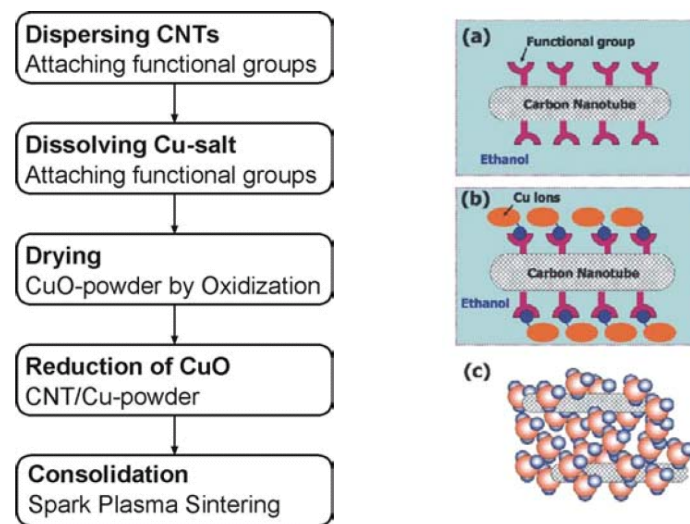 Dispersing CNTs
Attaching functional groups
Dissolving Cu-salt
Attaching functional groups
Drying
CuO-powder by Oxidization
Reduction of CuO
CNT/Cu-powder
Consolidation
Spark Plasma Sintering
(a)
Functional group
Carbon Nanotube
Ethanol
(b)
Cu ions
Carbon Nanotube
Ethanol
(c)